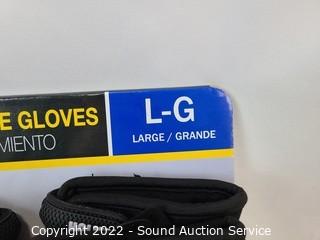 E GLOVES
MIENTO
L-G
LARGE / GRANDE
Copyright 2022 - Sound Auction Service